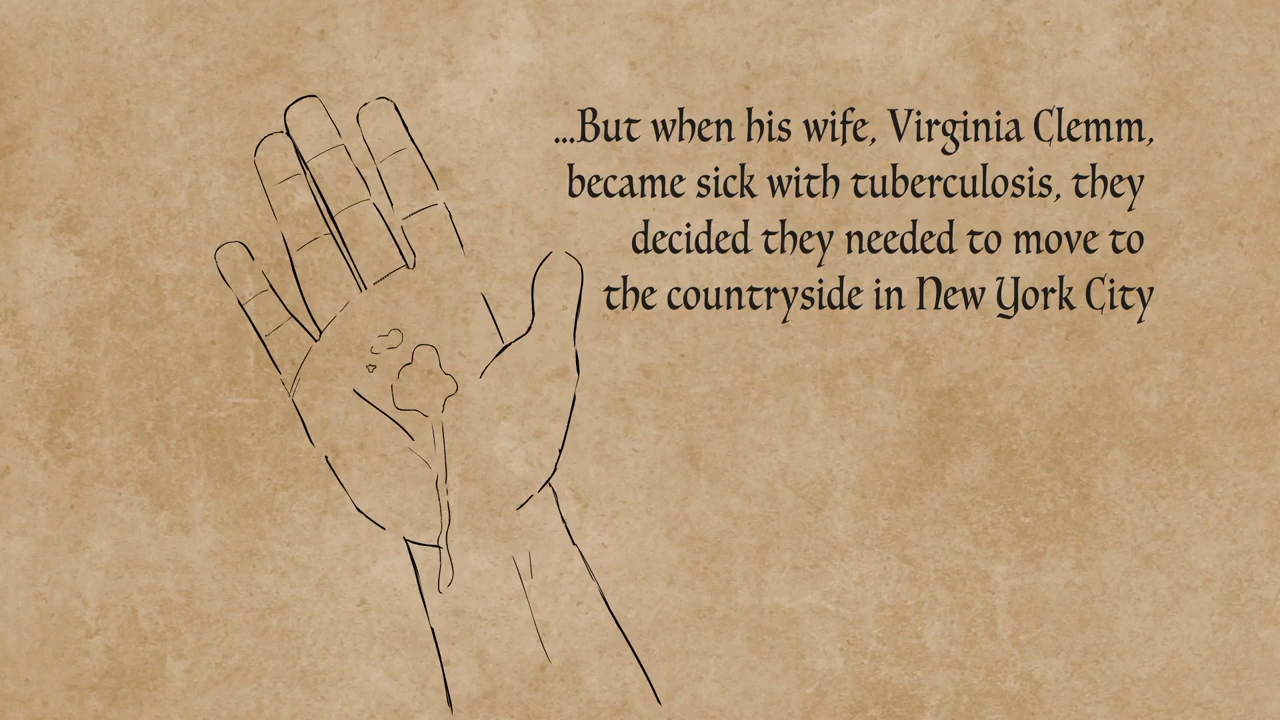 ...But when his wife, Virginia Clemm,
became sick with tuberculosis, they
decided they needed to move to
the countryside in New York City